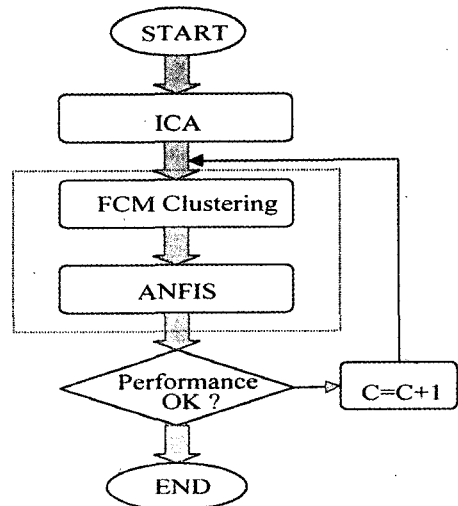 START
ICA
FCM Clustering
ANFIS
Performance
OK ?
C=C+1
END